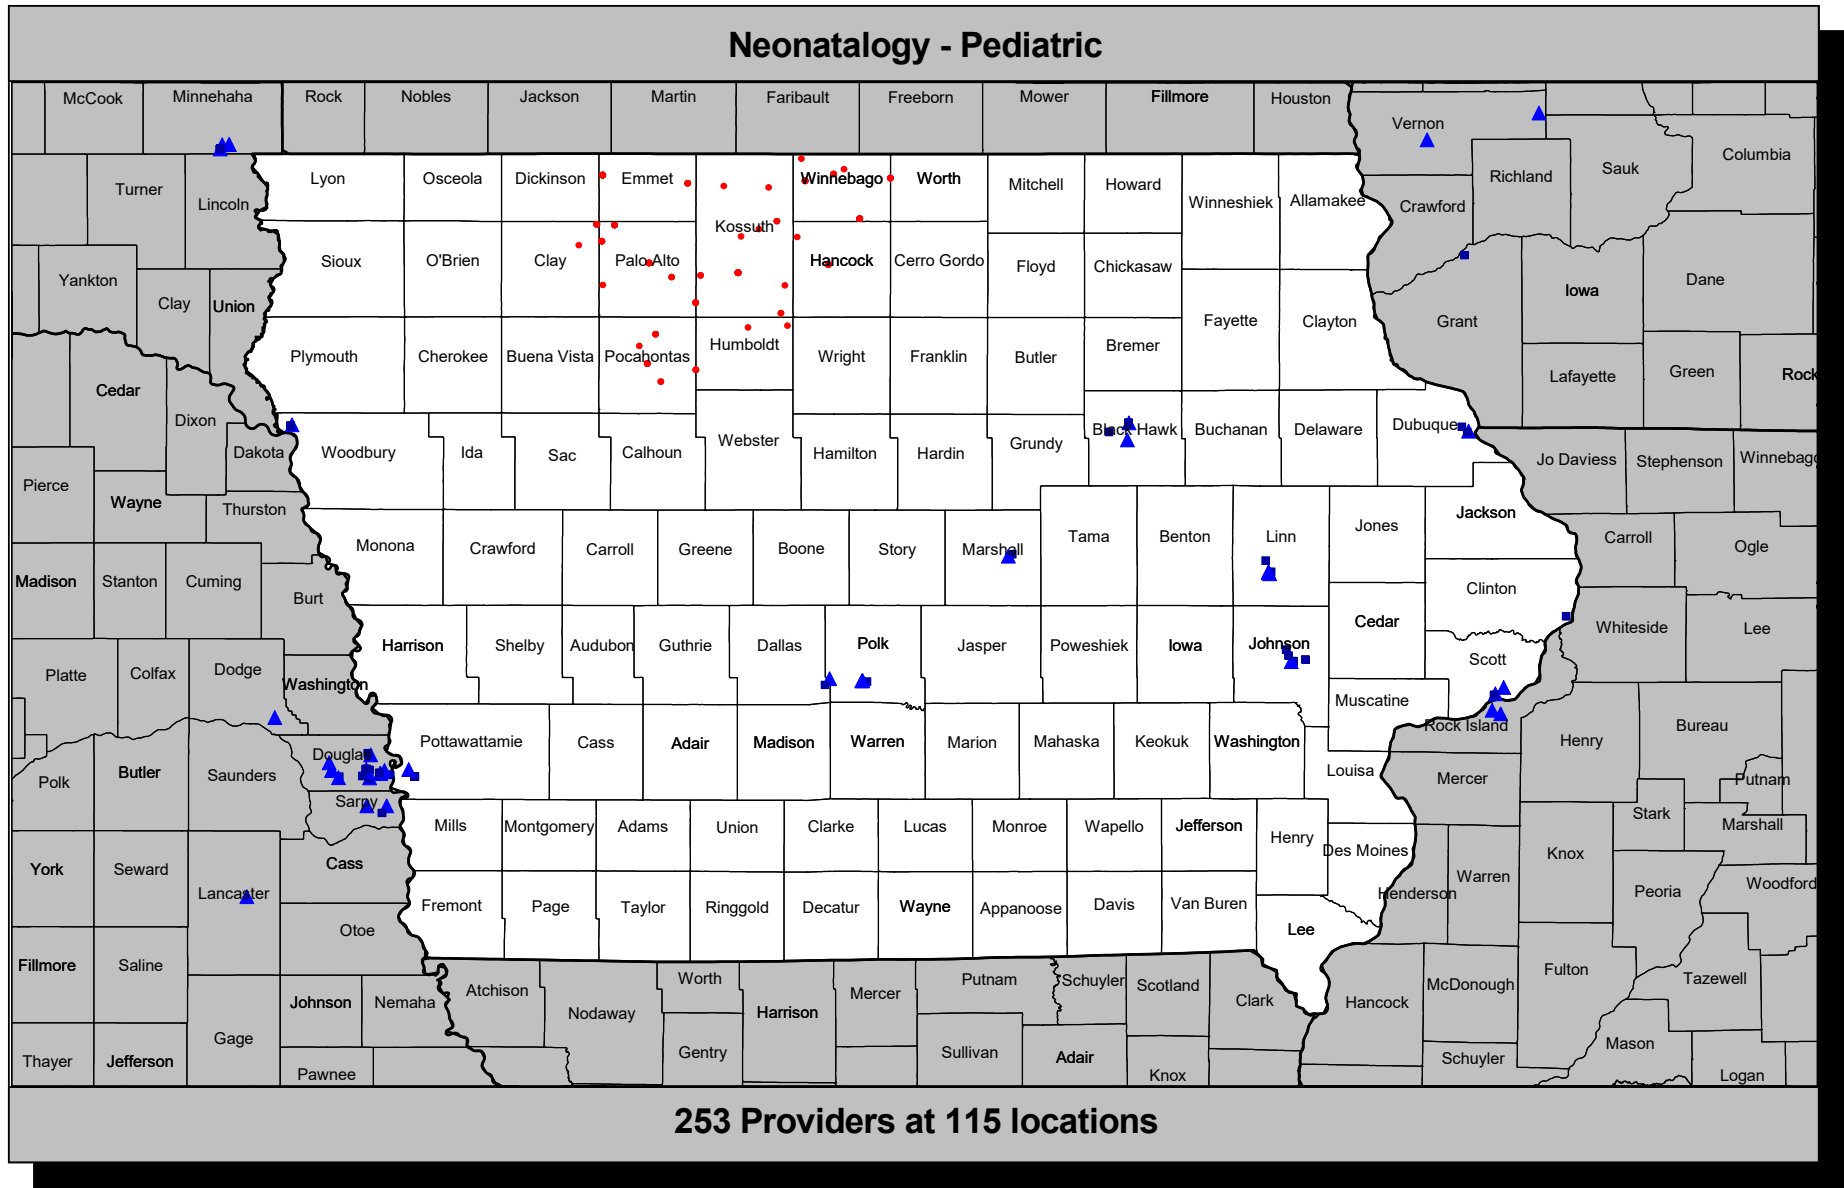 Neonatalogy - Pediatric
McCook Minnehaha Rock Nobles Jackson Martin Faribault Freeborn Mower Fillmore Houston
Vernon
Columbia
Sauk
Richland
Turner Lincoln Lyon Osceola Dickinson Emmet Winnebago Worth Mitchell Howard Winneshiek Allamakee Crawford
Kossuth
Yankton Clay Union Sioux O'Brien Clay Palo Alto Hancock Cerro Gordo Floyd Chickasaw Iowa Dane
Fayette Clayton Grant
Plymouth Cherokee Buena Vista Pocahontas Humboldt Wright Franklin Butler Bremer Lafayette Green Rock
Cedar
Dixon
Dakota Woodbury Ida Sac Calhoun Webster Hamilton Hardin Grundy Black Hawk Buchanan Delaware Dubuque
Jo Daviess Stephenson Winnebago
Pierce
Wayne
Thurston
Jackson
Monona Crawford Carroll Greene Boone Story Marshall Tama Benton Linn Jones Carroll Ogle
Madison Stanton Cuming
Burt
Clinton
Cedar
Whiteside Lee
Harrison Shelby Audubon Guthrie Dallas Polk Jasper Poweshiek Iowa Johnson Scott
Platte Colfax Dodge
Washington
Muscatine
Rock Island Bureau
Henry
Douglas Pottawattamie Cass Adair Madison Warren Marion Mahaska Keokuk Washington
Polk Butler Saunders
Louisa Mercer Putnam
Sarpy
Stark
Marshall
Mills Montgomery Adams Union Clarke Lucas Monroe Wapello Jefferson Henry
Des Moines
Knox
York Seward Lancaster Cass
Warren Peoria Woodford
Henderson
Fremont Page Taylor Ringgold Decatur Wayne Appanoose Davis Van Buren
Lee
Otoe
Fillmore Saline
Fulton Tazewell
Johnson Nemaha Atchison Nodaway Worth Harrison Mercer Putnam Schuyler Scotland Clark Hancock McDonough
Gage
Gentry Sullivan Adair
Schuyler Mason
Thayer Jefferson Pawnee Knox Logan
253 Providers at 115 locations